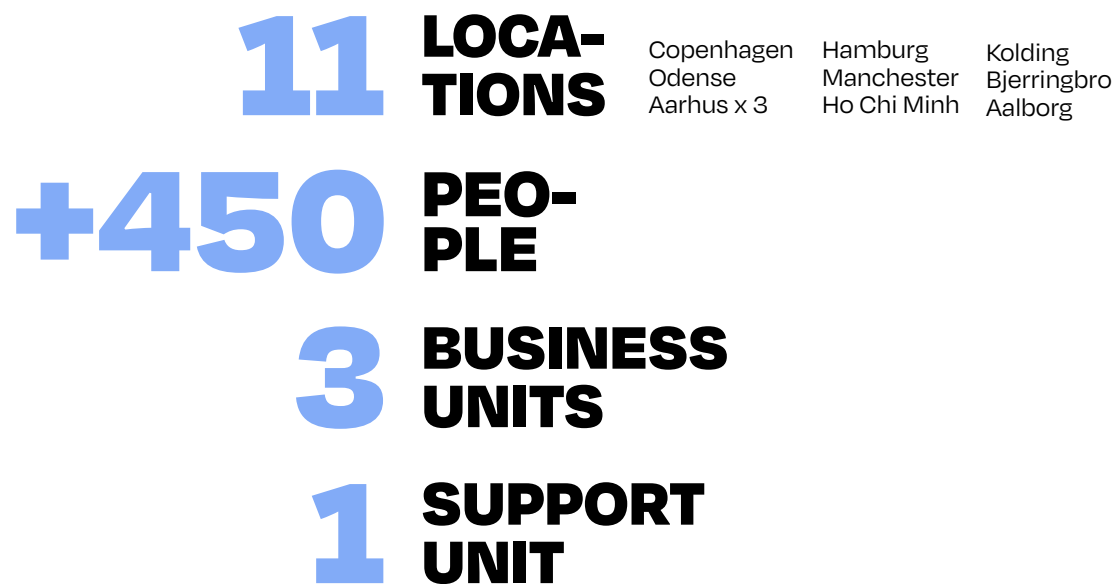 11
LOCA-
TIONS
Copenhagen
Odense
Aarhus x 3
Hamburg
Manchester
Ho Chi Minh
Kolding
Bjerringbro
Aalborg
+450
PEO-
PLE
3
BUSINESS
UNITS
1
SUPPORT
UNIT